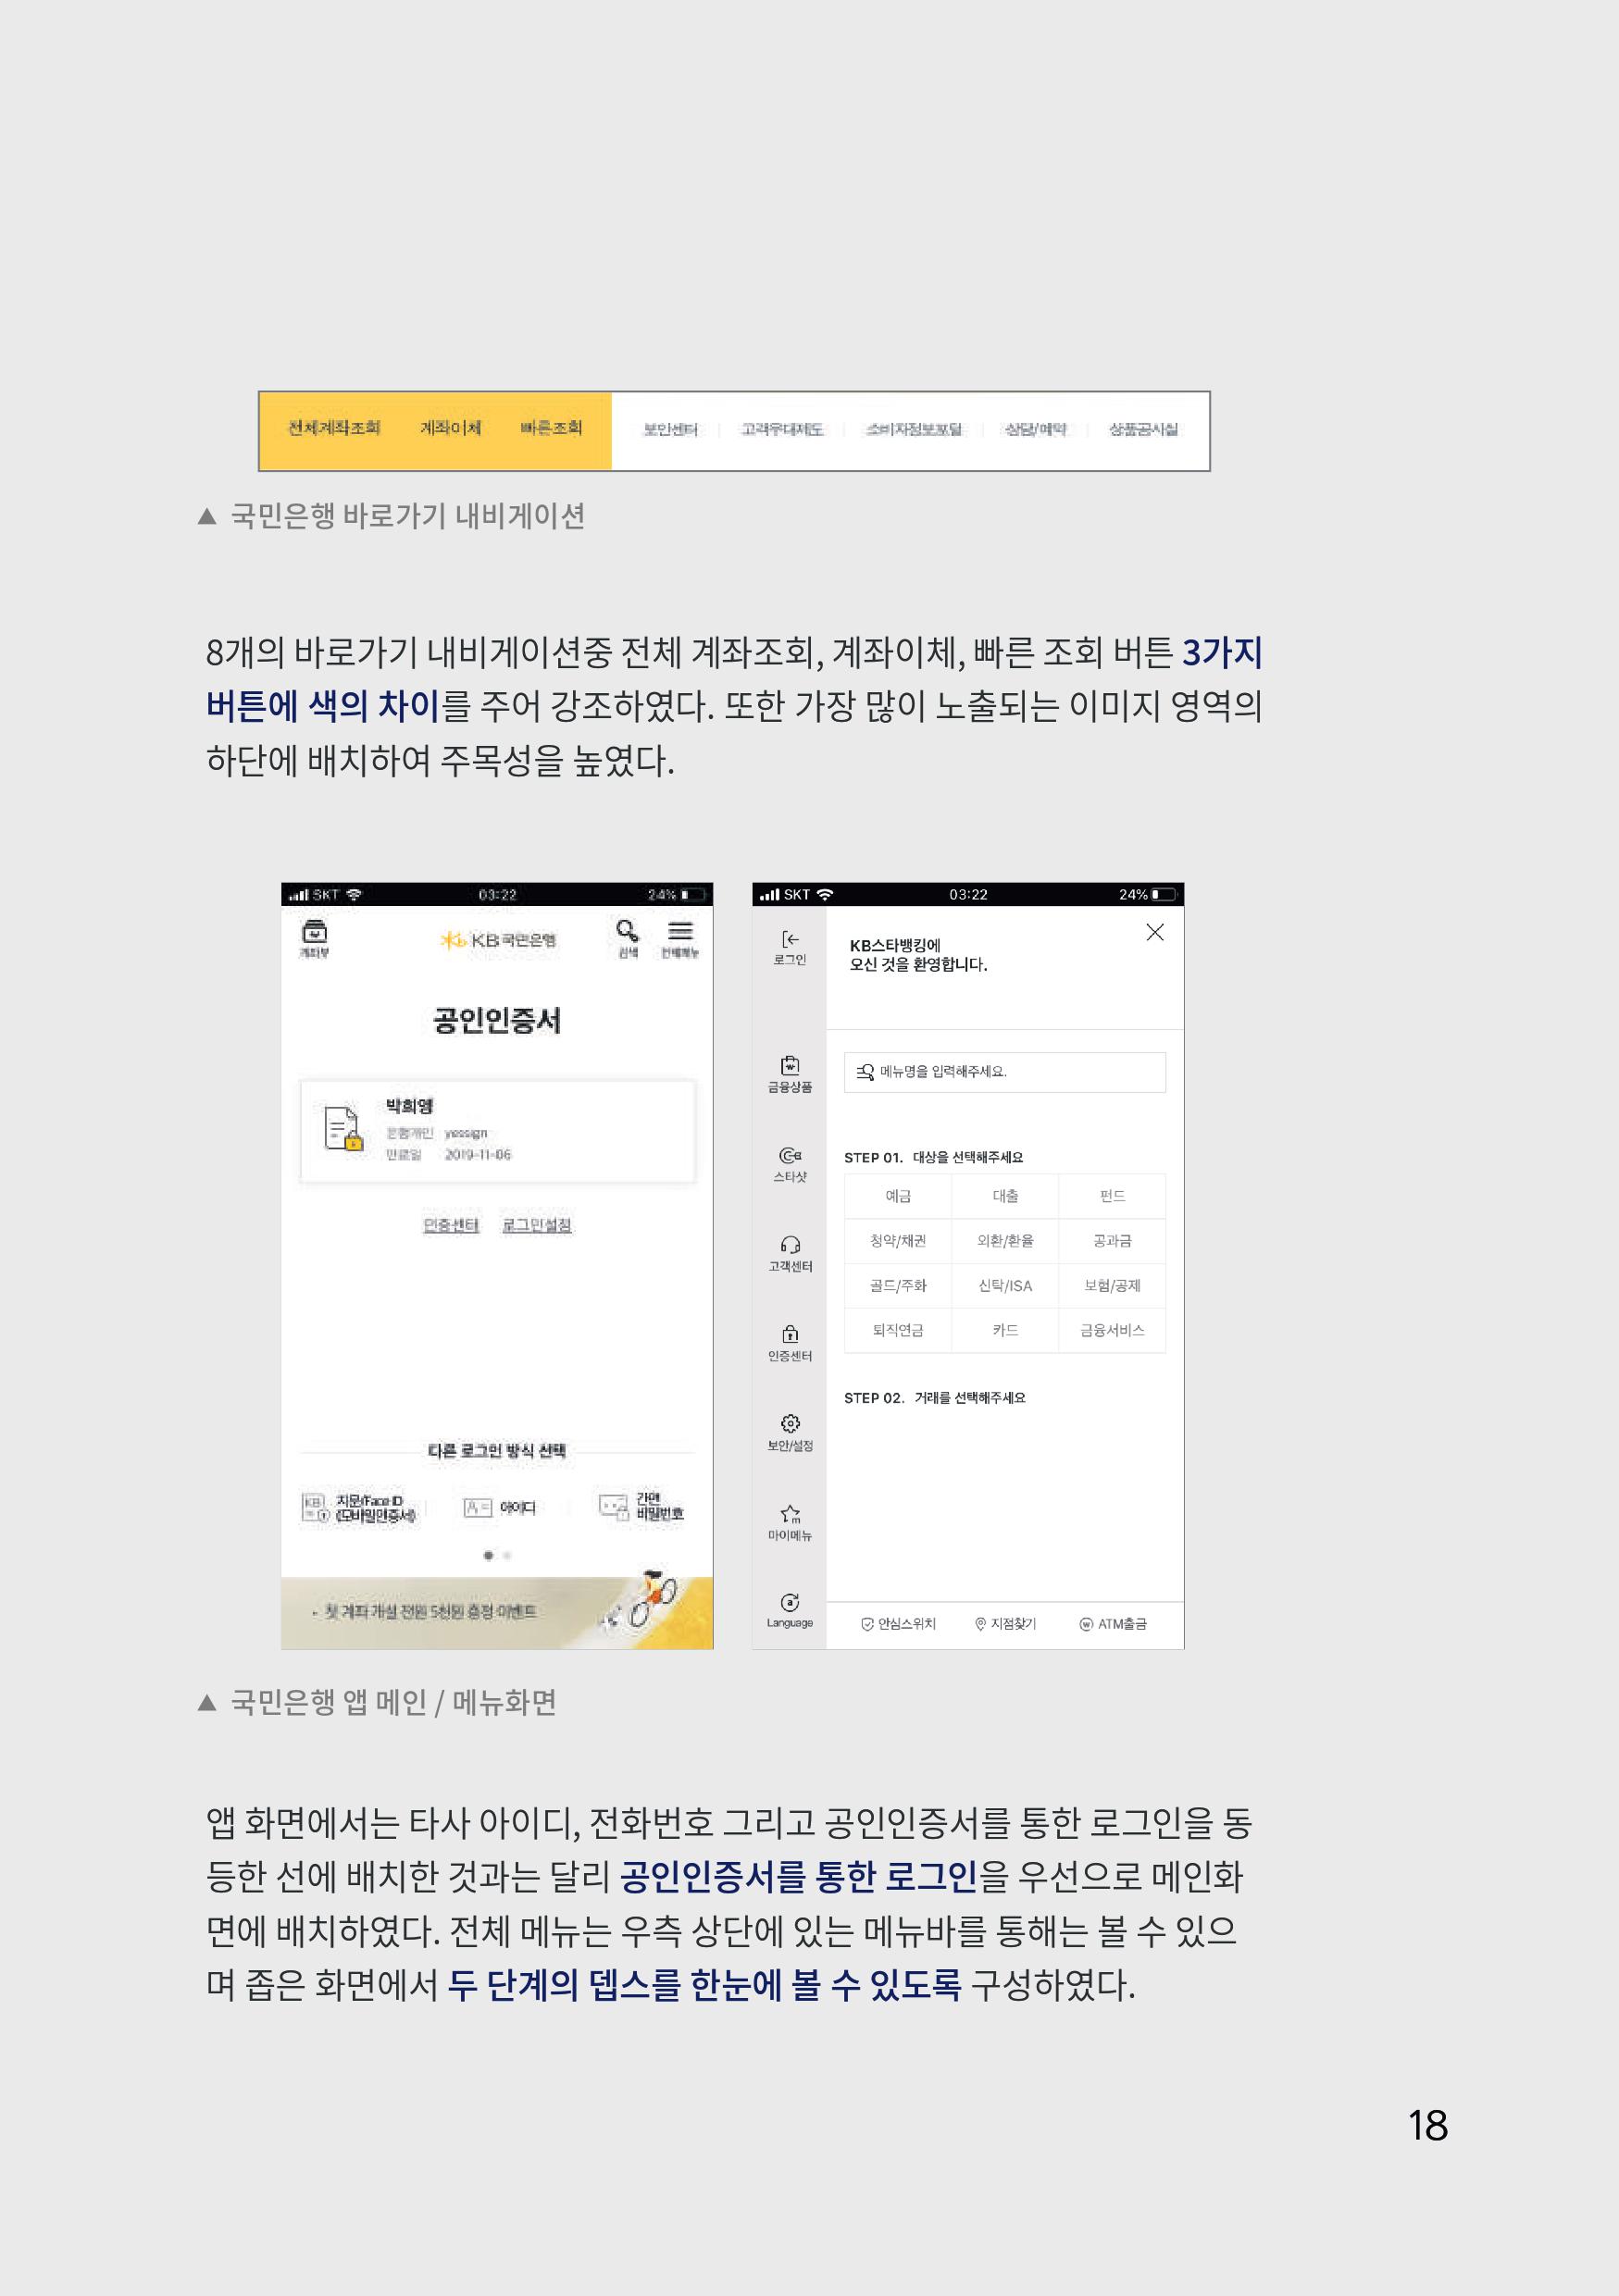 전체계좌조회 계좌이체 빠른조회 보안센터 고객우대제도 소비자정보포털 상담/예약 상품공시실
▲ 국민은행 바로가기 내비게이션
8개의 바로가기 내비게이션중 전체 계좌조회, 계좌이체, 빠른 조회 버튼 3가지
버튼에 색의 차이를 주어 강조하였다. 또한 가장 많이 노출되는 이미지 영역의
하단에 배치하여 주목성을 높였다.
SKT 03:22 24%
KB국민은행
검색 전체메뉴
공인인증서
은행개인 yessign
만료일 2019-11-06
인증센터 로그인설정
다른 로그인 방식 선택
지문/Face ID 아이디 간편
(모바일인증서) 비밀번호
첫 계좌 개설 전원 5천원 증정 이벤트
SKT 03:22 24%
로그인
KB스타뱅킹에
오신 것을 환영합니다.
메뉴명을 입력해주세요.
금융상품
STEP 01. 대상을 선택해주세요
스타샷
예금 대출 펀드
청약/채권 외환/환율 공과금
고객센터
골드/주화 신탁/ISA 보험/공제
퇴직연금 카드 금융서비스
인증센터
STEP 02. 거래를 선택해주세요
보안/설정
마이메뉴
Language 안심스위치 지점찾기 ATM출금
▲ 국민은행 앱 메인 / 메뉴화면
앱 화면에서는 타사 아이디, 전화번호 그리고 공인인증서를 통한 로그인을 동
등한 선에 배치한 것과는 달리 공인인증서를 통한 로그인을 우선으로 메인화
면에 배치하였다. 전체 메뉴는 우측 상단에 있는 메뉴바를 통해는 볼 수 있으
며 좁은 화면에서 두 단계의 뎁스를 한눈에 볼 수 있도록 구성하였다.
18